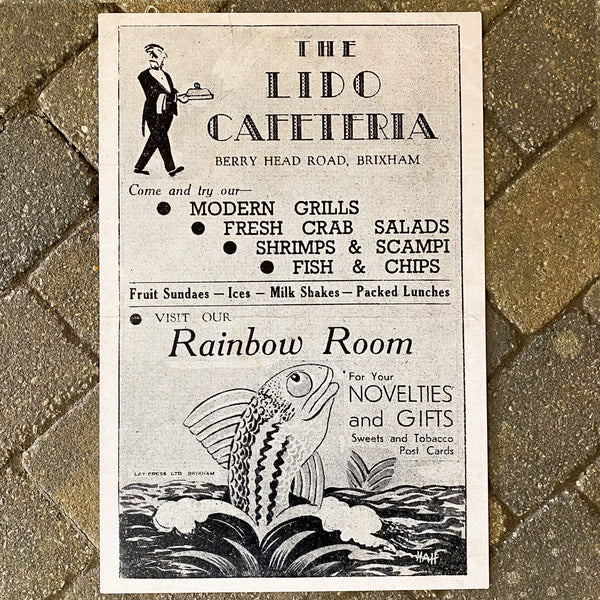 THE
LIDO
CAFETERIA
BERRY HEAD ROAD, BRIXHAM
Come and try our—
● MODERN GRILLS
● FRESH CRAB SALADS
● SHRIMPS & SCAMPI
● FISH & CHIPS
Fruit Sundaes — Ices — Milk Shakes — Packed Lunches
● VISIT OUR
Rainbow Room
For Your
NOVELTIES
and GIFTS
Sweets and Tobacco
Post Cards
LAY PRESS LTD BRIXHAM
HAH